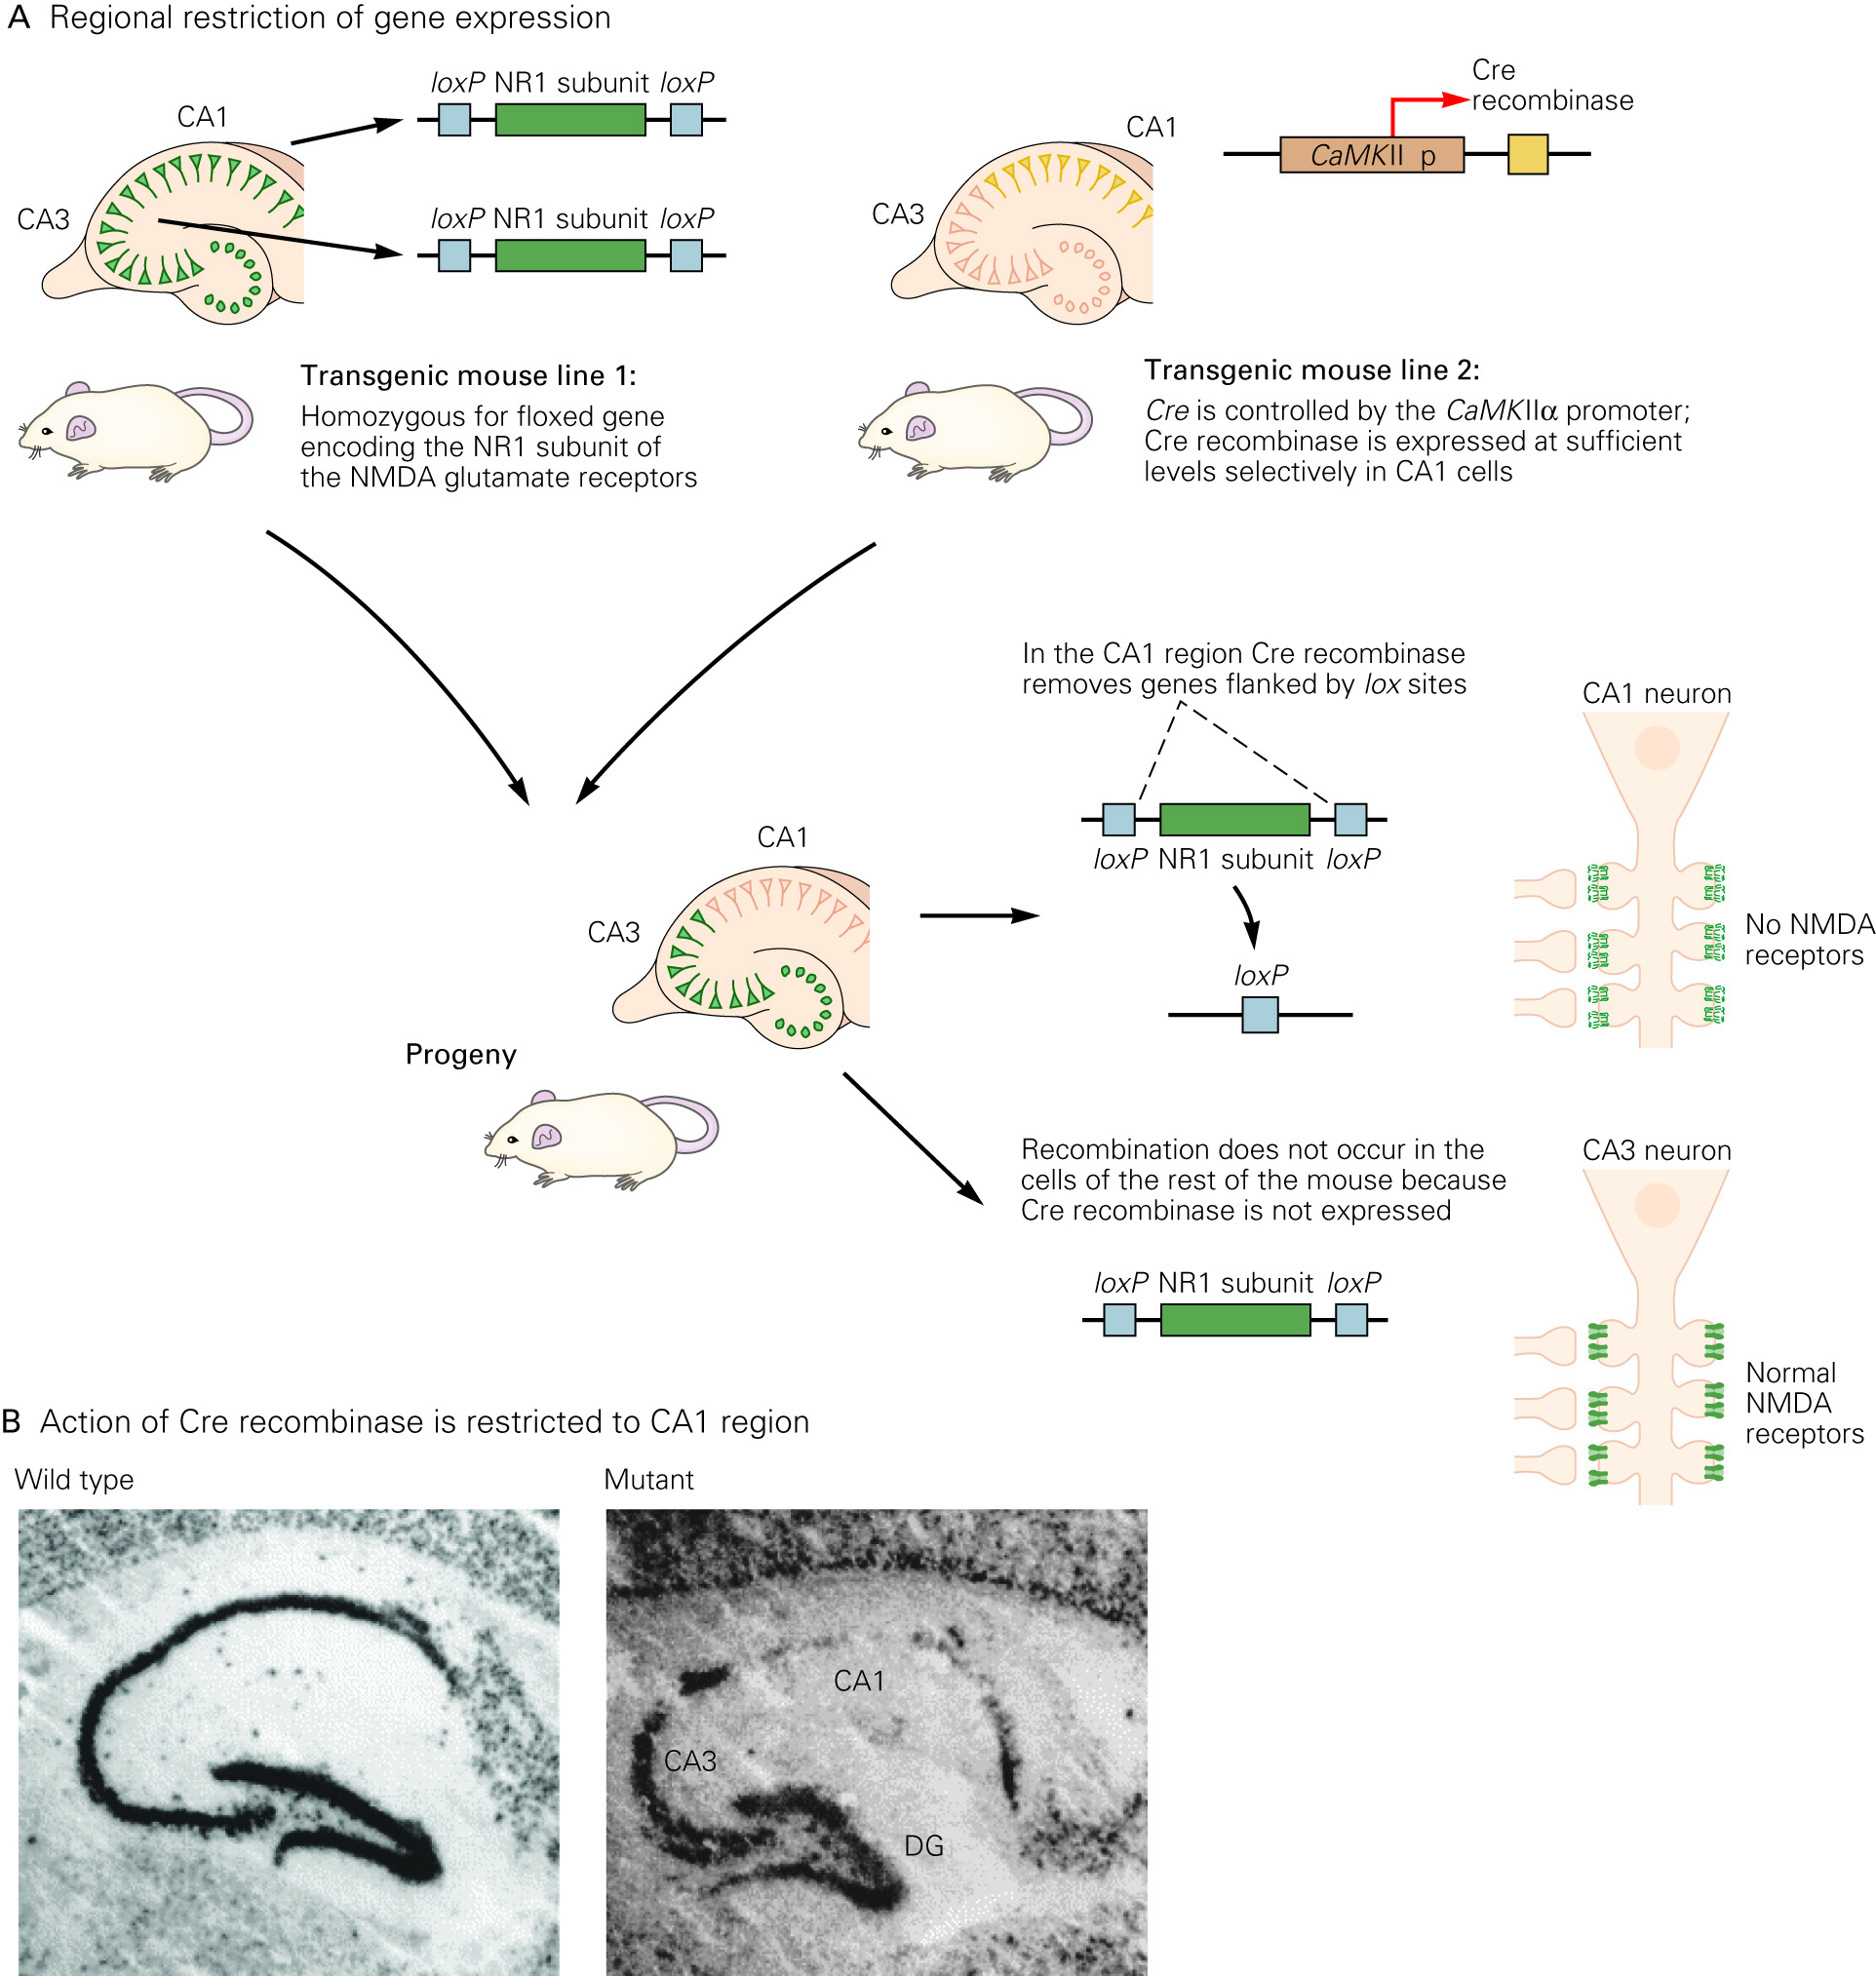 A Regional restriction of gene expression
loxP NR1 subunit loxP
CA1
CA3
loxP NR1 subunit loxP
Transgenic mouse line 1:
Homozygous for floxed gene
encoding the NR1 subunit of
the NMDA glutamate receptors
Cre
recombinase
CA1
CaMKII p
CA3
Transgenic mouse line 2:
Cre is controlled by the CaMKIIα promoter;
Cre recombinase is expressed at sufficient
levels selectively in CA1 cells
In the CA1 region Cre recombinase
removes genes flanked by lox sites
CA1 neuron
CA1
loxP NR1 subunit loxP
CA3
No NMDA
receptors
loxP
Progeny
Recombination does not occur in the
cells of the rest of the mouse because
Cre recombinase is not expressed
CA3 neuron
loxP NR1 subunit loxP
Normal
NMDA
receptors
B Action of Cre recombinase is restricted to CA1 region
Wild type
Mutant
CA1
CA3
DG